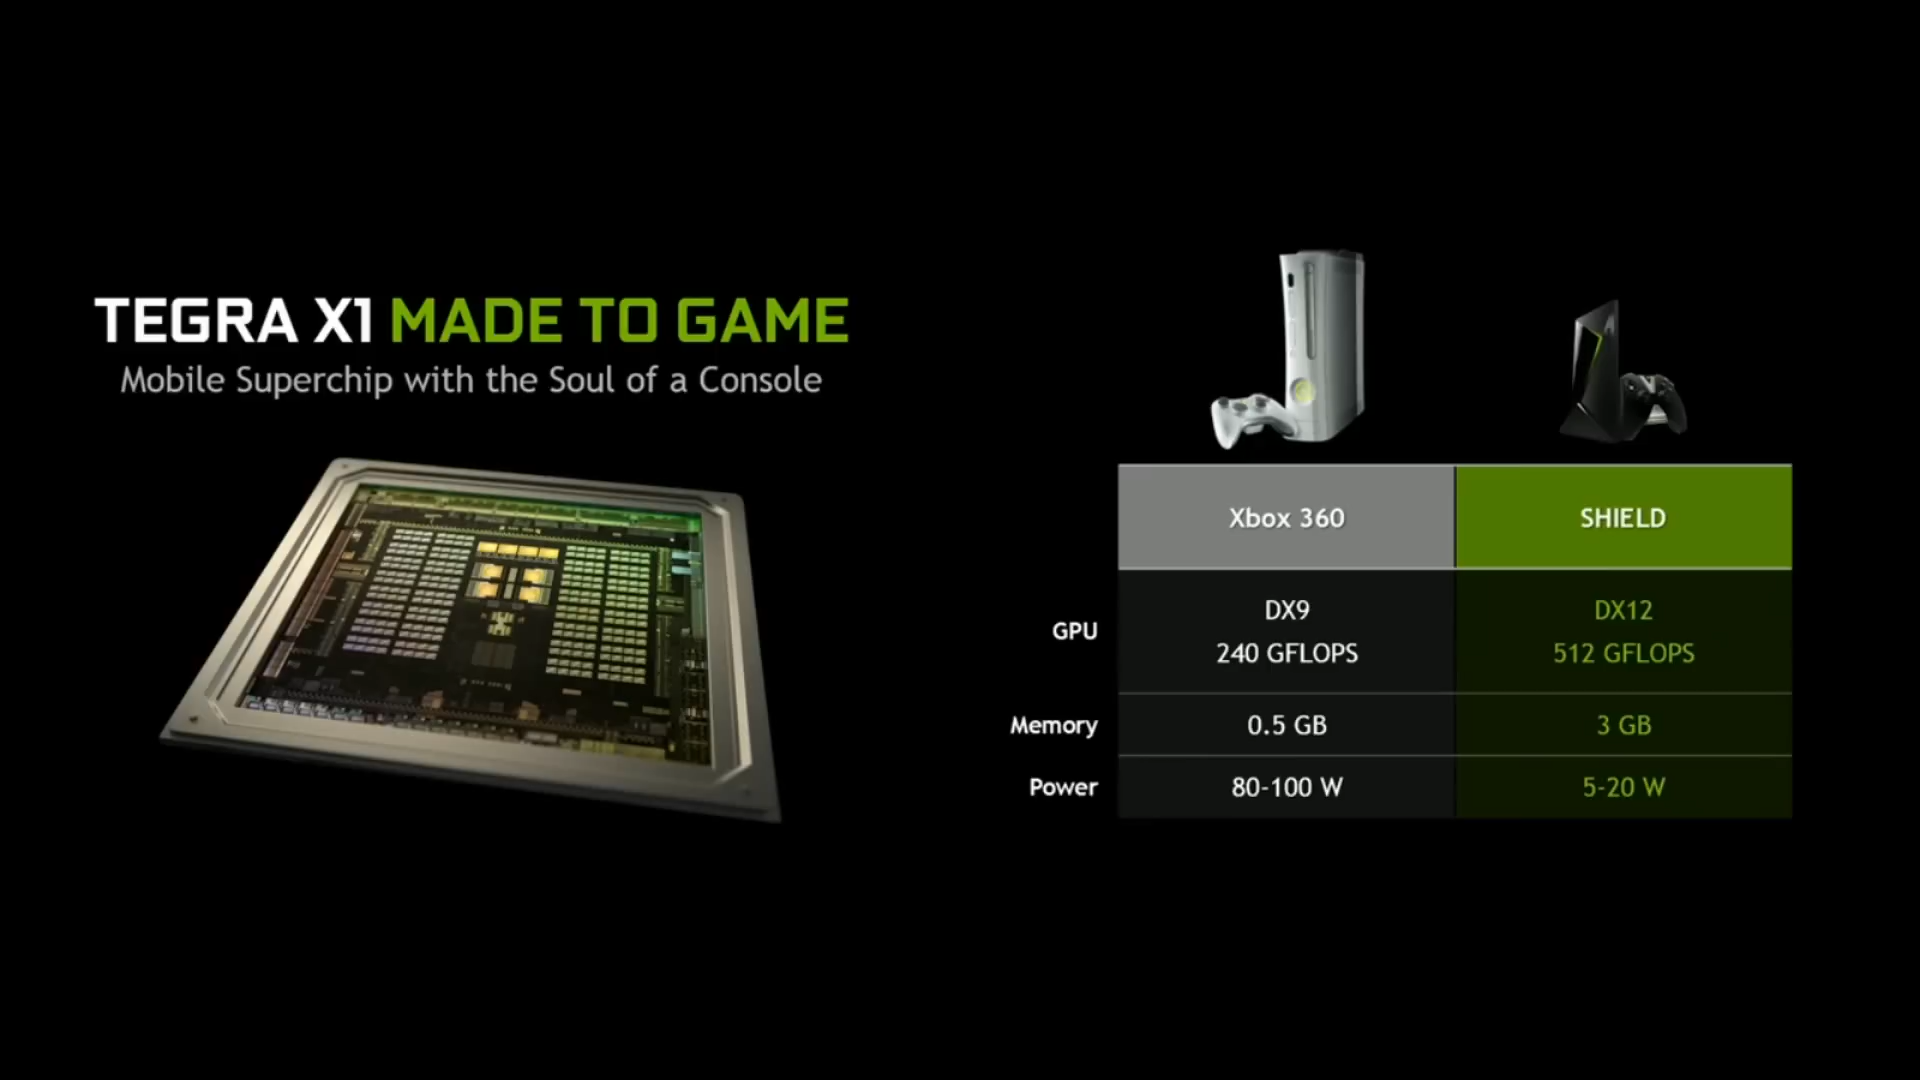 TEGRA X1 MADE TO GAME
Mobile Superchip with the Soul of a Console
Xbox 360 SHIELD
GPU DX9 DX12
240 GFLOPS 512 GFLOPS
Memory 0.5 GB 3 GB
Power 80-100 W 5-20 W